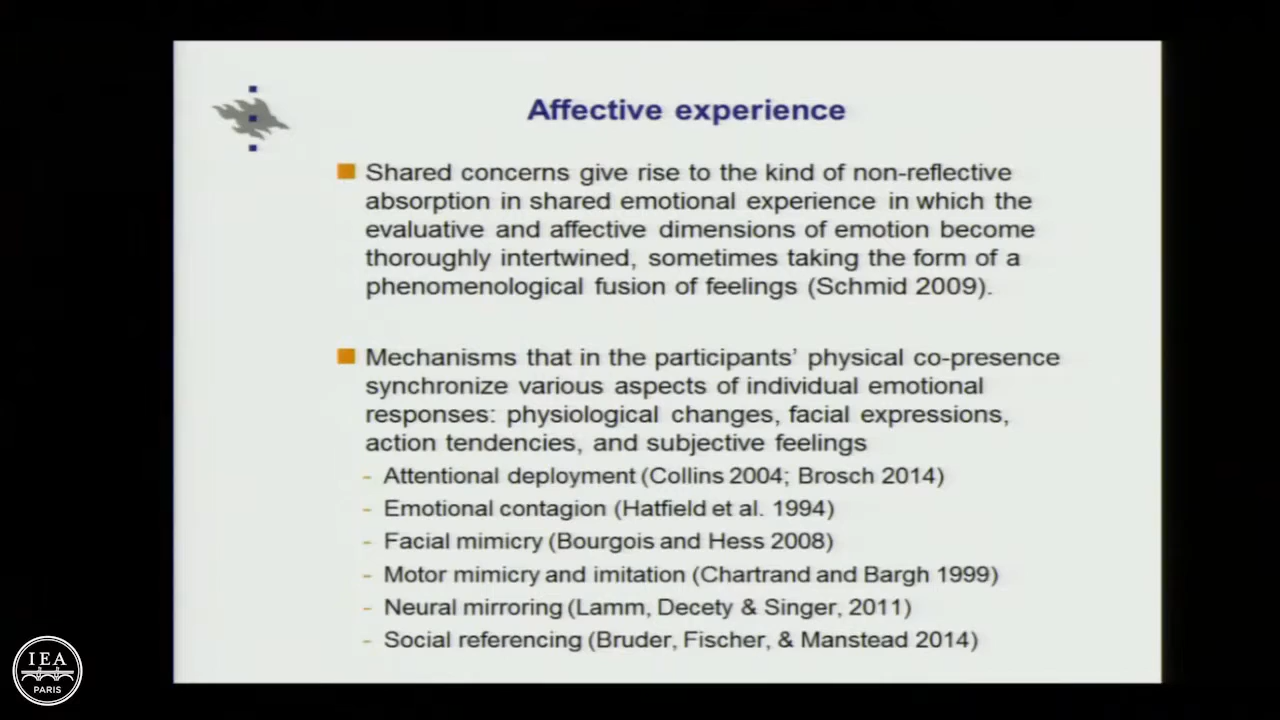 Affective experience
Shared concerns give rise to the kind of non-reflective
absorption in shared emotional experience in which the
evaluative and affective dimensions of emotion become
thoroughly intertwined, sometimes taking the form of a
phenomenological fusion of feelings (Schmid 2009).
Mechanisms that in the participants’ physical co-presence
synchronize various aspects of individual emotional
responses: physiological changes, facial expressions,
action tendencies, and subjective feelings
- Attentional deployment (Collins 2004; Brosch 2014)
- Emotional contagion (Hatfield et al. 1994)
- Facial mimicry (Bourgois and Hess 2008)
- Motor mimicry and imitation (Chartrand and Bargh 1999)
- Neural mirroring (Lamm, Decety & Singer, 2011)
- Social referencing (Bruder, Fischer, & Manstead 2014)
IEA
PARIS